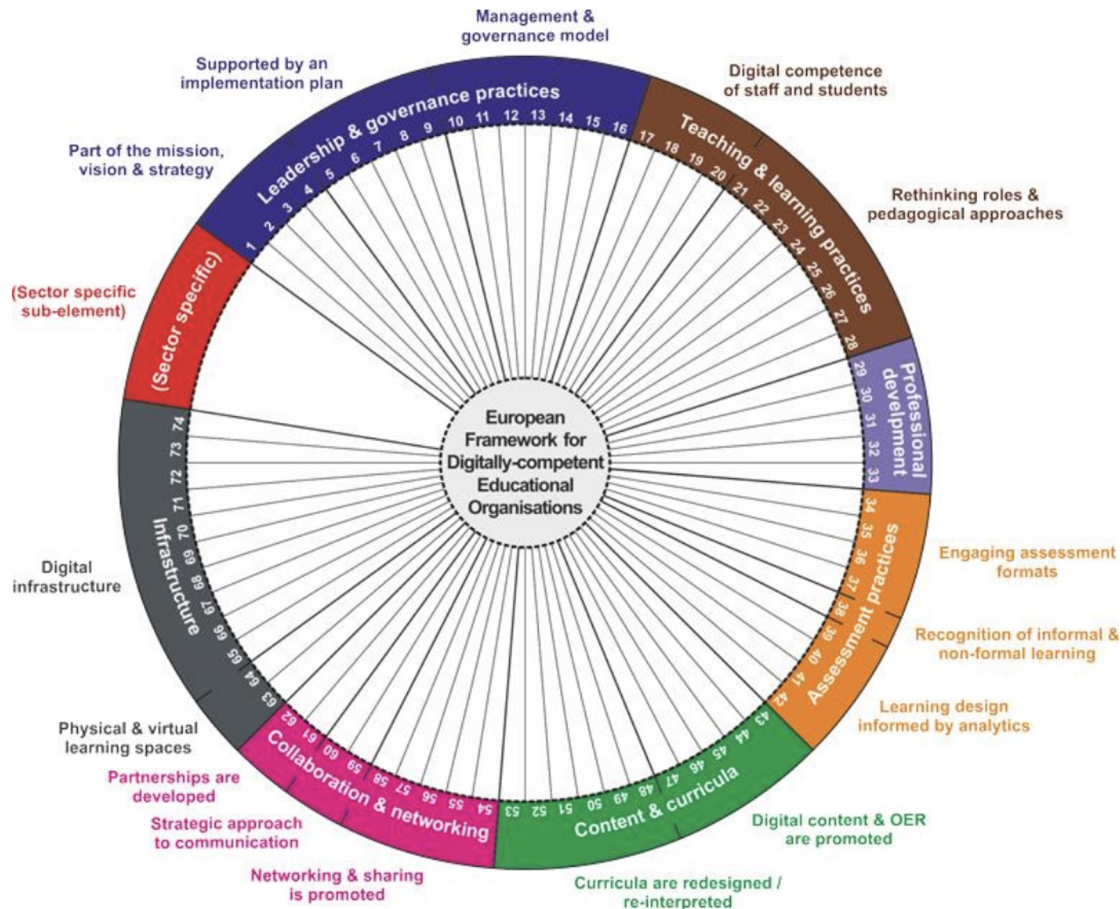 European
Framework for
Digitally-competent
Educational
Organisations
Leadership & governance practices
Part of the mission,
vision & strategy
Supported by an
implementation plan
Management &
governance model
1 2 3 4 5 6 7 8 9 10 11 12 13 14 15 16
Teaching & learning practices
Digital competence
of staff and students
Rethinking roles &
pedagogical approaches
17 18 19 20 21 22 23 24 25 26 27 28
Professional
develpment
29 30 31 32 33
Assessment practices
Engaging assessment
formats
Recognition of informal &
non-formal learning
Learning design
informed by analytics
34 35 36 37 38 39 40 41 42
Content & curricula
Digital content & OER
are promoted
Curricula are redesigned /
re-interpreted
43 44 45 46 47 48 49 50 51 52 53
Collaboration & networking
Networking & sharing
is promoted
Strategic approach
to communication
Partnerships are
developed
54 55 56 57 58 59 60 61 62
Infrastructure
Physical & virtual
learning spaces
Digital
infrastructure
63 64 65 66 67 68 69 70 71 72 73 74
(Sector specific)
(Sector specific
sub-element)